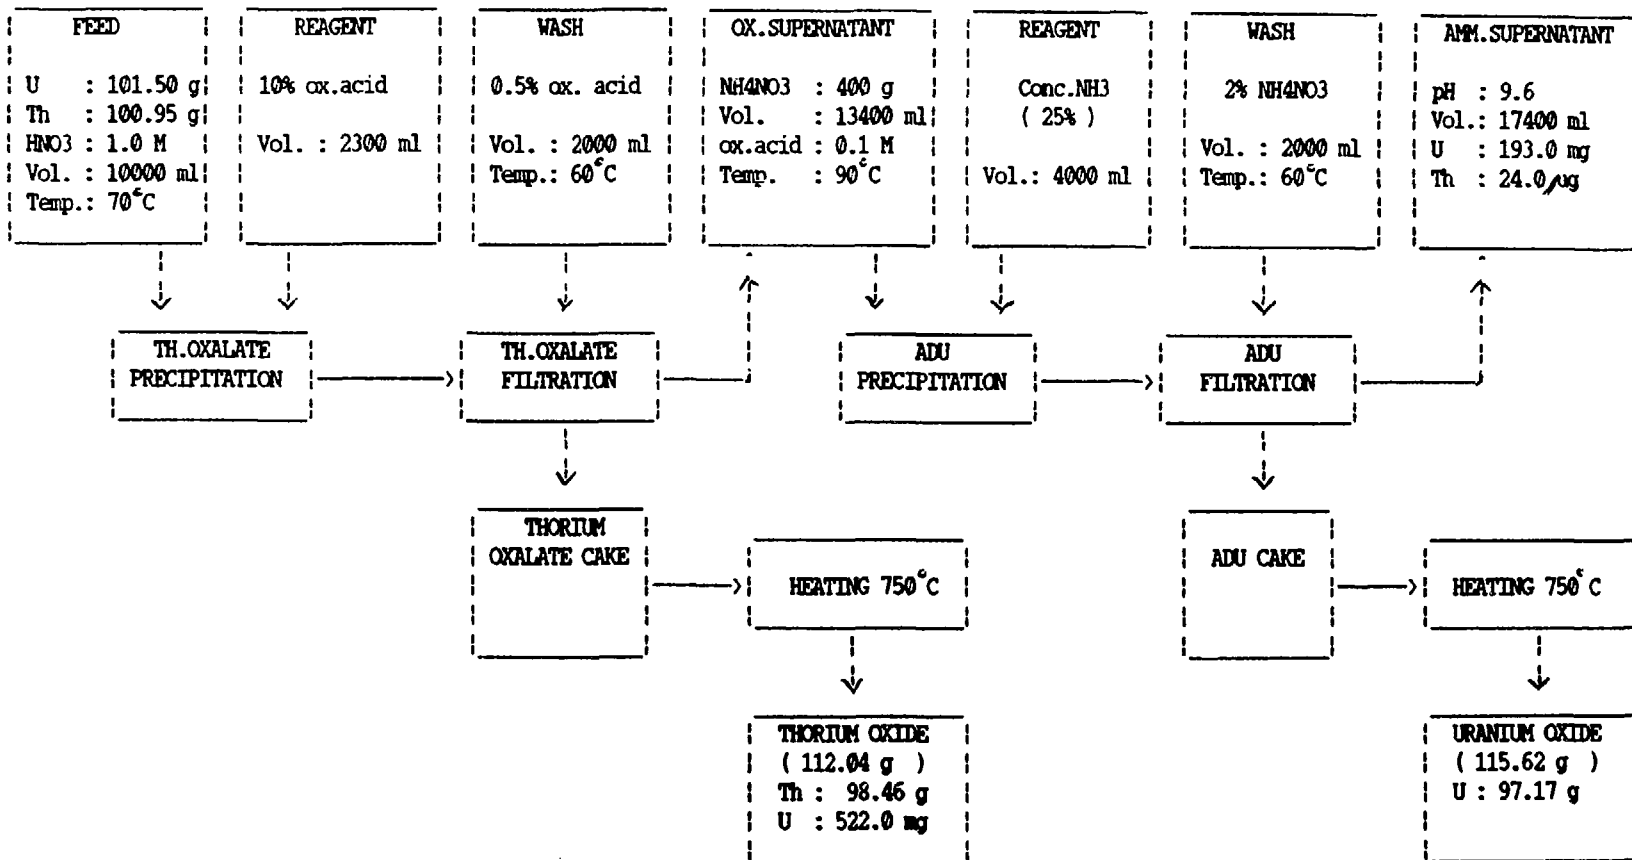 FEED
U : 101.50 g
Th : 100.95 g
HNO3 : 1.0 M
Vol. : 10000 ml
Temp.: 70°C
REAGENT
10% ox.acid
Vol. : 2300 ml
WASH
0.5% ox. acid
Vol. : 2000 ml
Temp.: 60°C
OX.SUPERNATANT
NH4NO3 : 400 g
Vol. : 13400 ml
ox.acid : 0.1 M
Temp. : 90°C
REAGENT
Conc.NH3
( 25% )
Vol.: 4000 ml
WASH
2% NH4NO3
Vol. : 2000 ml
Temp.: 60°C
AMM.SUPERNATANT
pH : 9.6
Vol.: 17400 ml
U : 193.0 mg
Th : 24.0 µg
TH.OXALATE
PRECIPITATION
TH.OXALATE
FILTRATION
ADU
PRECIPITATION
ADU
FILTRATION
THORIUM
OXALATE CAKE
HEATING 750°C
ADU CAKE
HEATING 750°C
THORIUM OXIDE
( 112.04 g )
Th : 98.46 g
U : 522.0 mg
URANIUM OXIDE
( 115.62 g )
U : 97.17 g